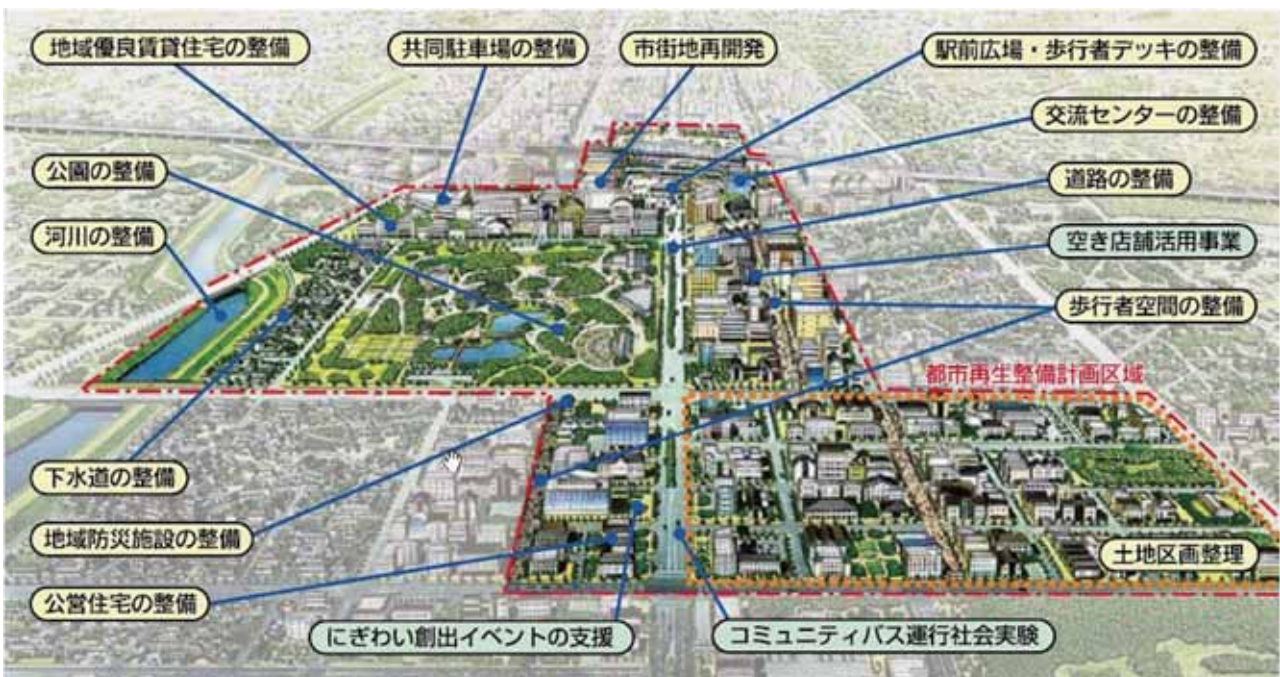 地域優良賃貸住宅の整備
共同駐車場の整備
市街地再開発
駅前広場・歩行者デッキの整備
交流センターの整備
公園の整備
道路の整備
河川の整備
空き店舗活用事業
歩行者空間の整備
都市再生整備計画区域
下水道の整備
地域防災施設の整備
土地区画整理
公営住宅の整備
にぎわい創出イベントの支援
コミュニティバス運行社会実験